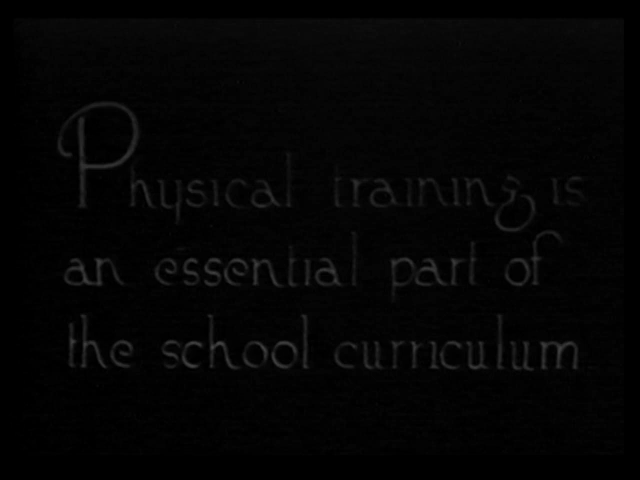 Physical training is
an essential part of
the school curriculum